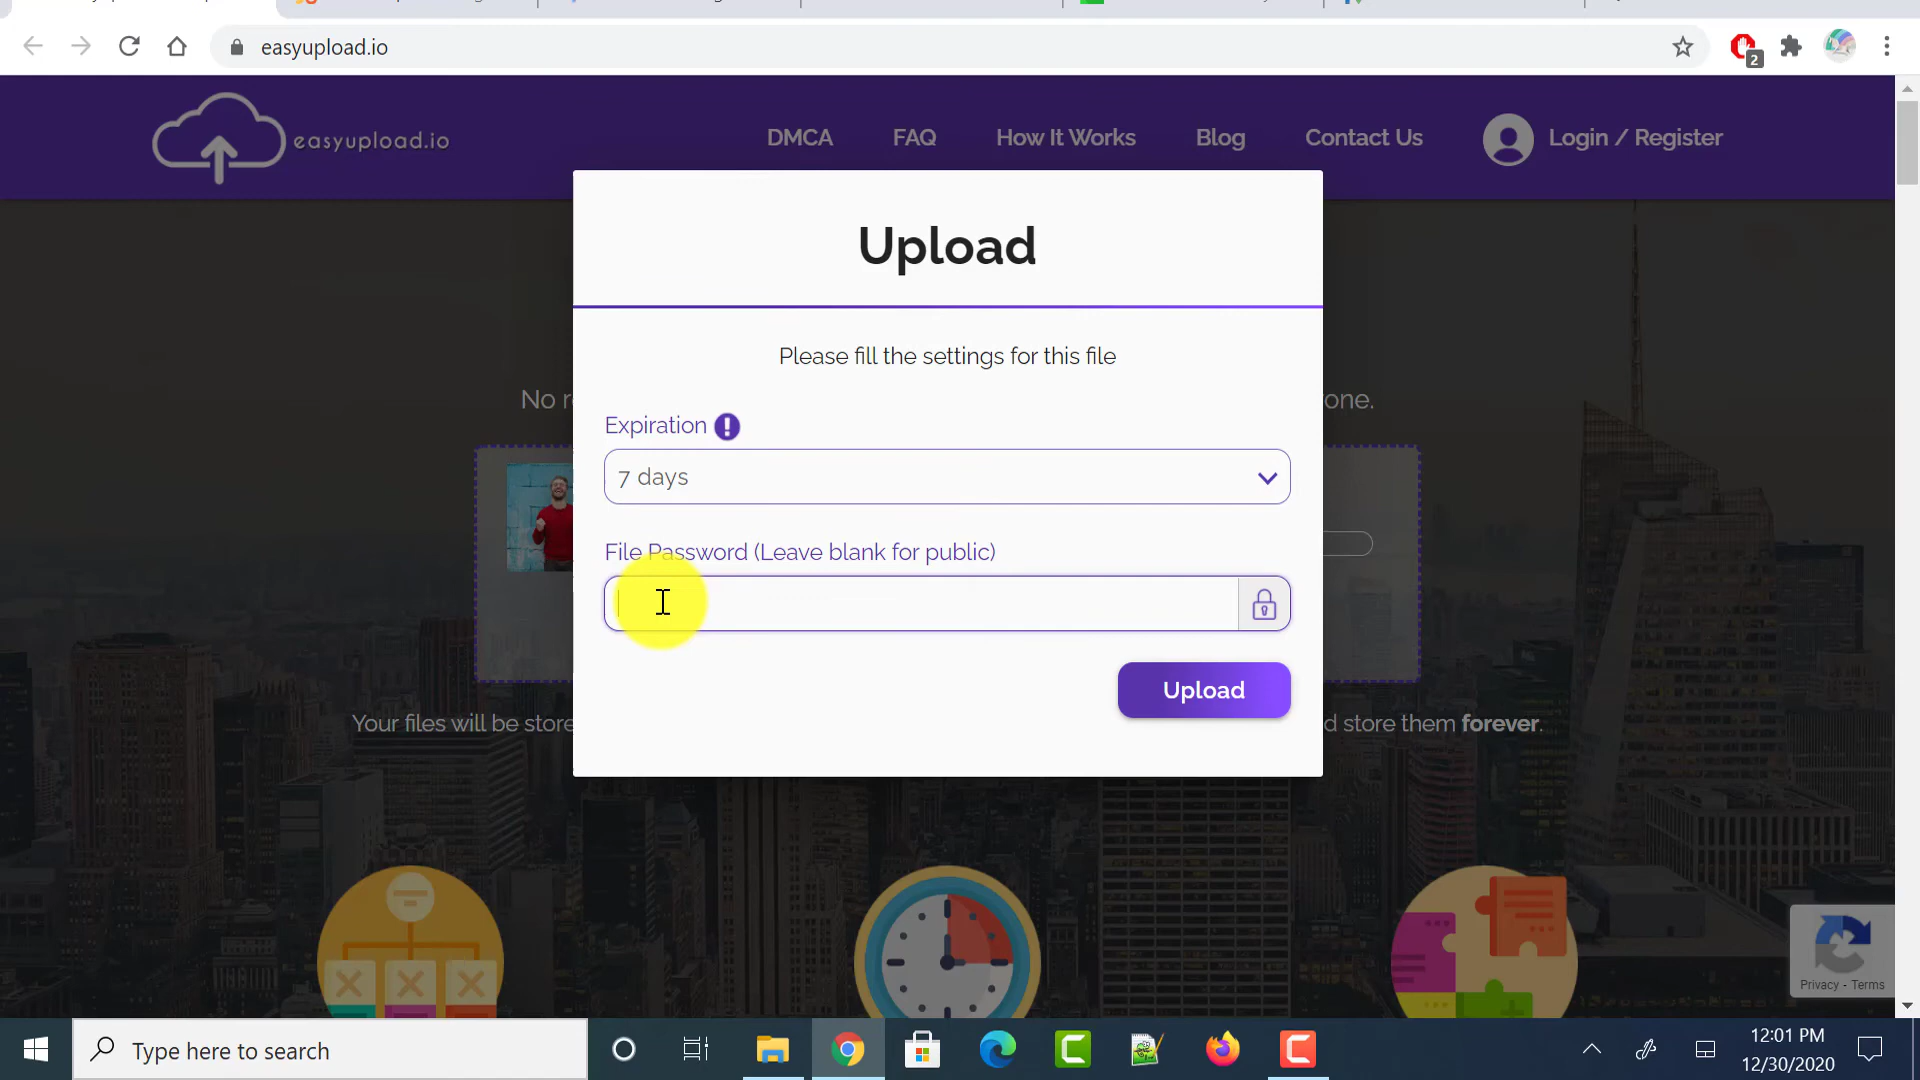 easyupload.io
2
easyupload.io
DMCA
FAQ
How It Works
Blog
Contact Us
Login / Register
Upload
Please fill the settings for this file
No
one.
Expiration
7 days
File Password (Leave blank for public)
Upload
Your files will be store
d store them forever.
Privacy - Terms
Type here to search
12:01 PM
12/30/2020